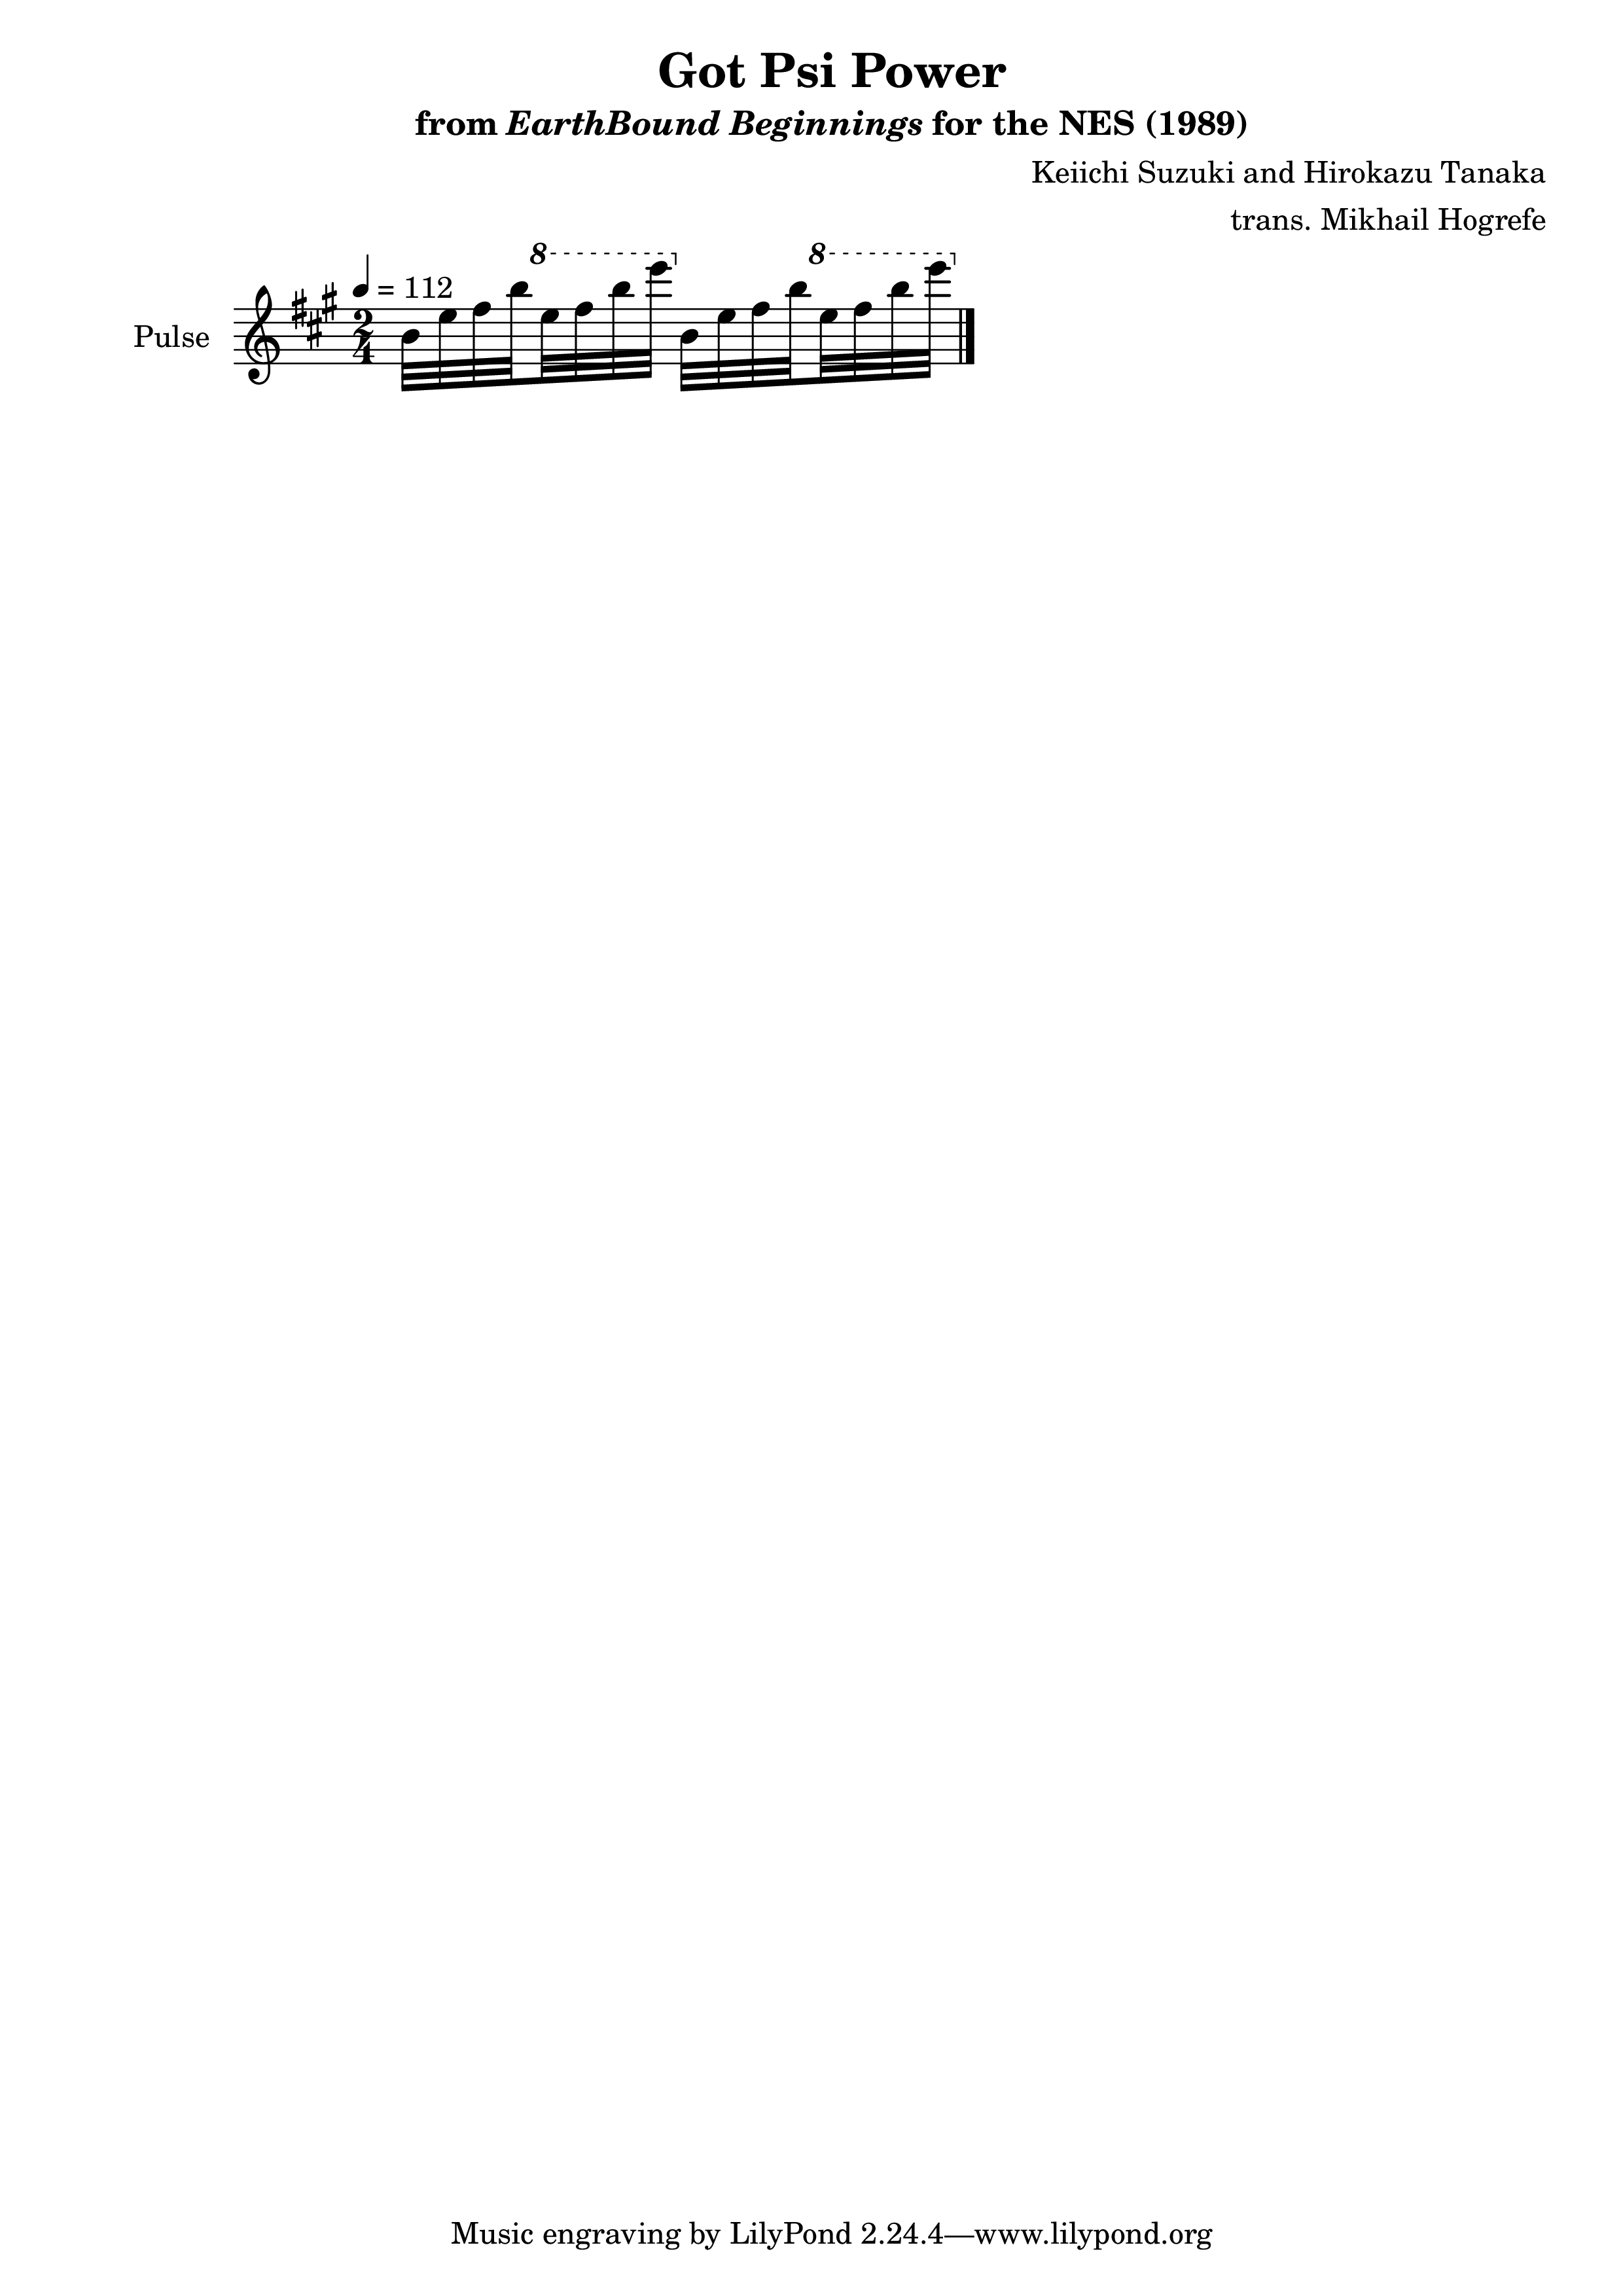 Got Psi Power
from EarthBound Beginnings for the NES (1989)
Keiichi Suzuki and Hirokazu Tanaka
trans. Mikhail Hogrefe
8 8
= 112
Pulse 2
4
Music engraving by LilyPond 2.24.4—www.lilypond.org